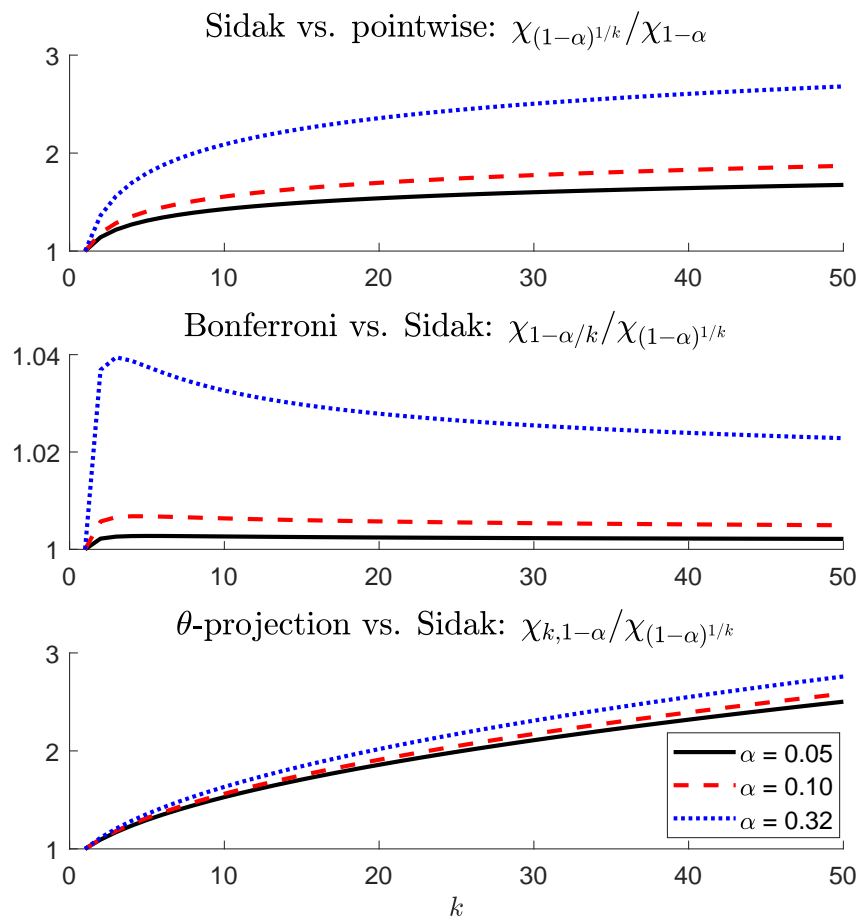 Sidak vs. pointwise: χ_{(1−α)^{1/k}}/χ_{1−α}
3
2
1
0 10 20 30 40 50
Bonferroni vs. Sidak: χ_{1−α/k}/χ_{(1−α)^{1/k}}
1.04
1.02
1
0 10 20 30 40 50
θ-projection vs. Sidak: χ_{k,1−α}/χ_{(1−α)^{1/k}}
3
2
1
α = 0.05
α = 0.10
α = 0.32
0 10 20 30 40 50
k